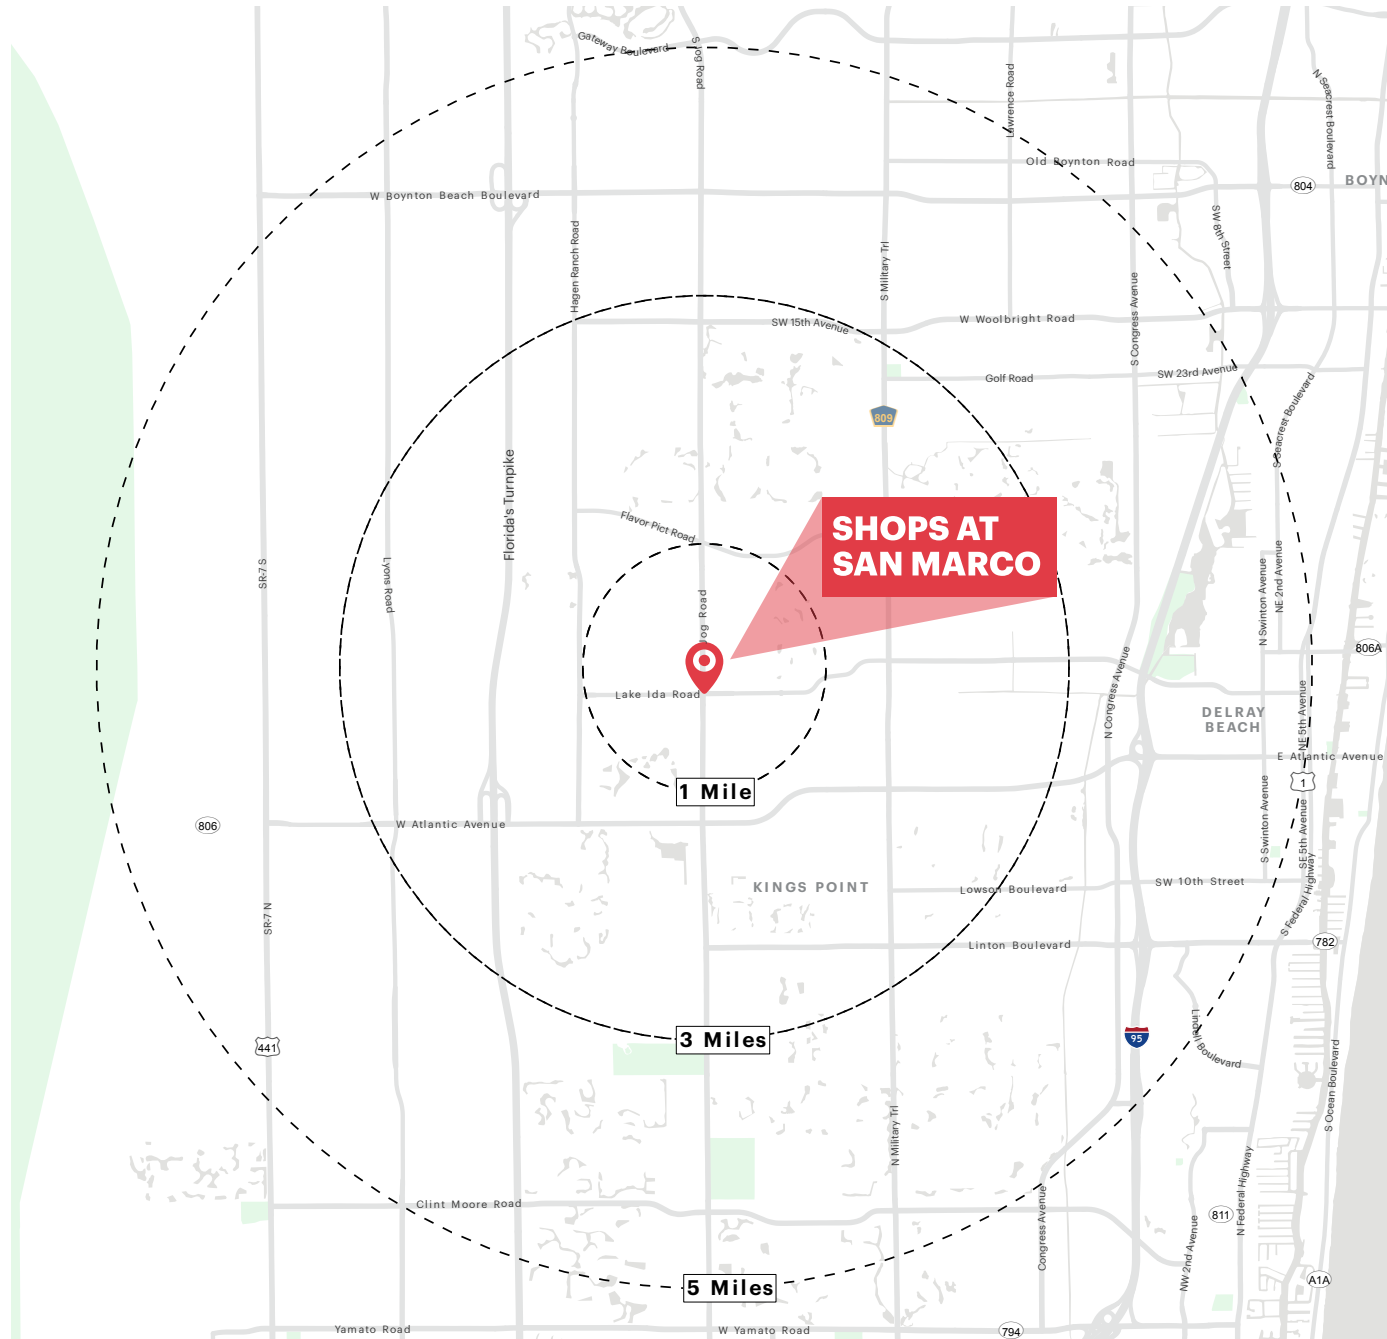 Gateway Boulevard
S Jog Road
Lawrence Road
N Seacrest Boulevard
Old Boynton Road
804
BOYN
W Boynton Beach Boulevard
SW 8th Street
Hagen Ranch Road
S Military Trl
S Congress Avenue
SW 15th Avenue
W Woolbright Road
Golf Road
SW 23rd Avenue
S Seacrest Boulevard
809
Florida's Turnpike
Flavor Pict Road
SHOPS AT
SAN MARCO
SR-7 S
Lyons Road
Jog Road
N Swinton Avenue
NE 2nd Avenue
806A
Lake Ida Road
N Congress Avenue
DELRAY
BEACH
NE 5th Avenue
E Atlantic Avenue
1
1 Mile
806
W Atlantic Avenue
S Swinton Avenue
SE 5th Avenue
KINGS POINT
Lowson Boulevard
SW 10th Street
S Federal Highway
SR-7 N
Linton Boulevard
782
441
3 Miles
95
Lindell Boulevard
S Ocean Boulevard
N Military Trl
Clint Moore Road
Congress Avenue
N Federal Highway
811
NW 2nd Avenue
5 Miles
A1A
Yamato Road
W Yamato Road
794